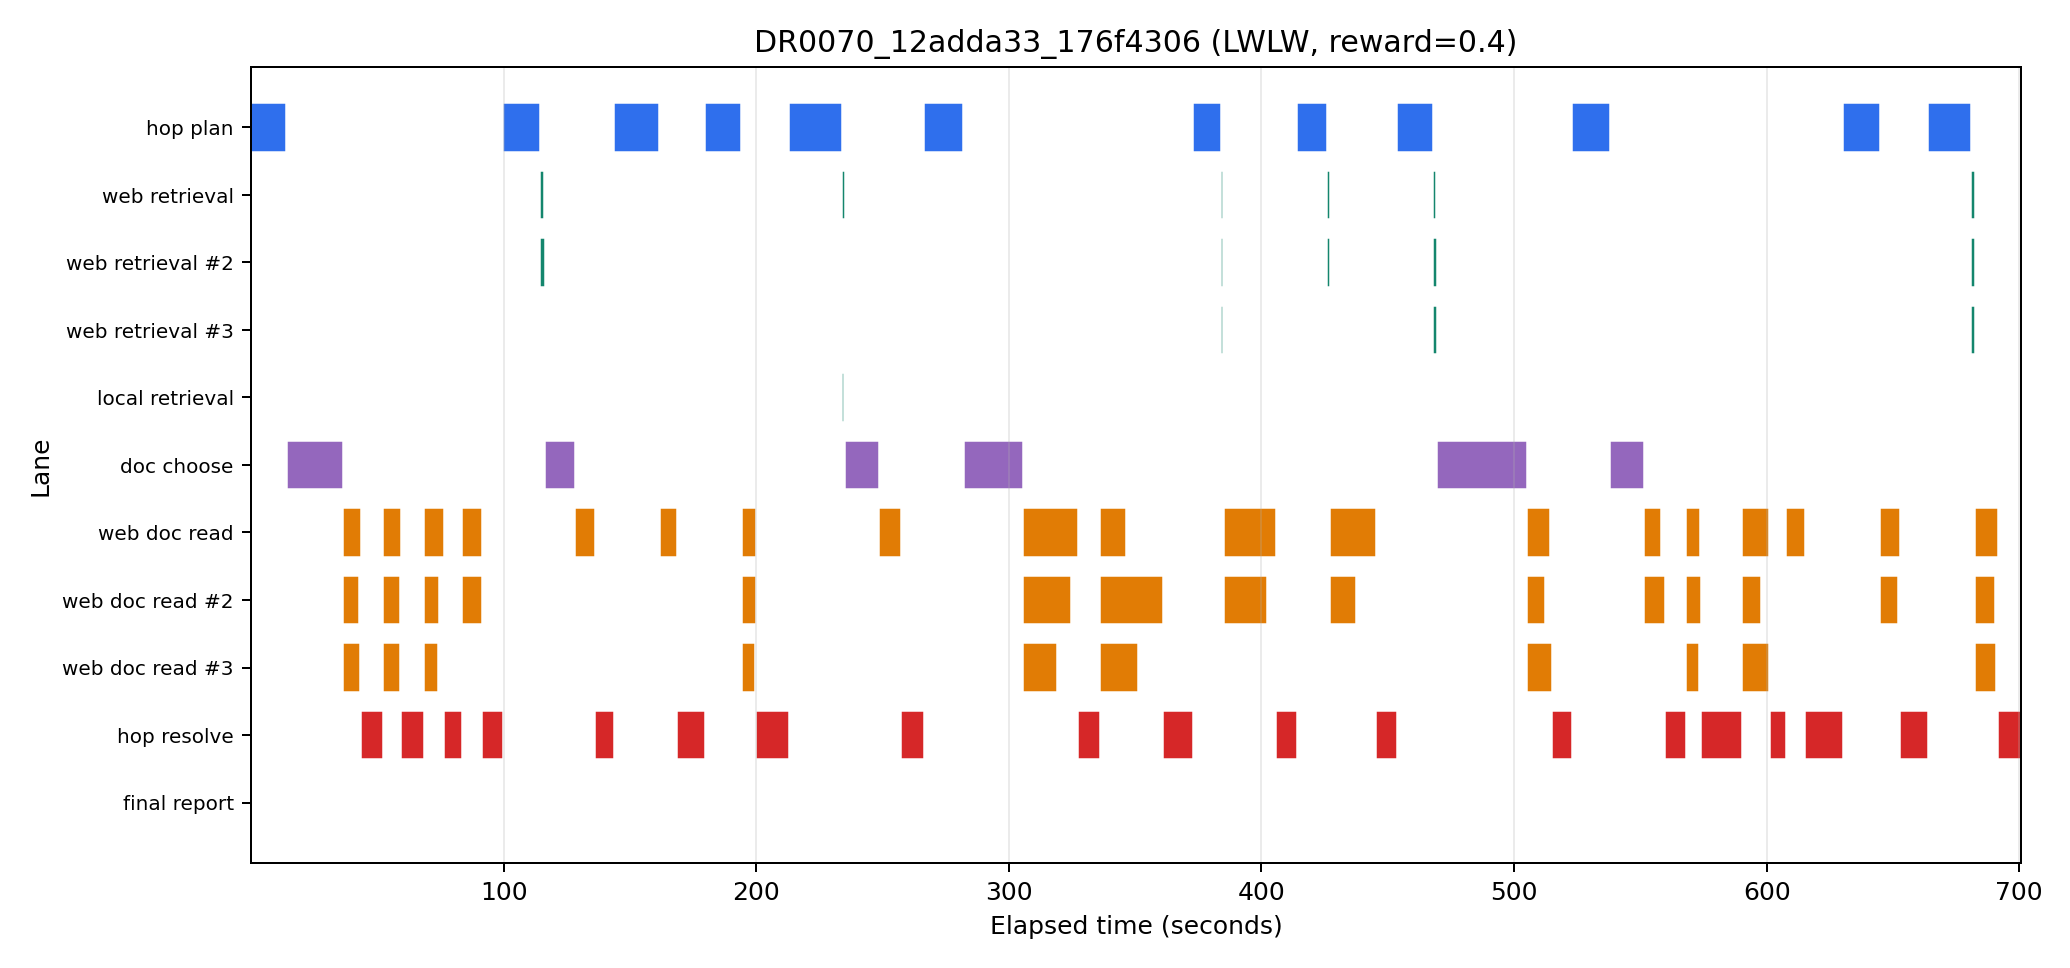 DR0070_12adda33_176f4306 (LWLW, reward=0.4)
hop plan
web retrieval
web retrieval #2
web retrieval #3
local retrieval
doc choose
web doc read
web doc read #2
web doc read #3
hop resolve
final report
Lane
100 200 300 400 500 600 700
Elapsed time (seconds)